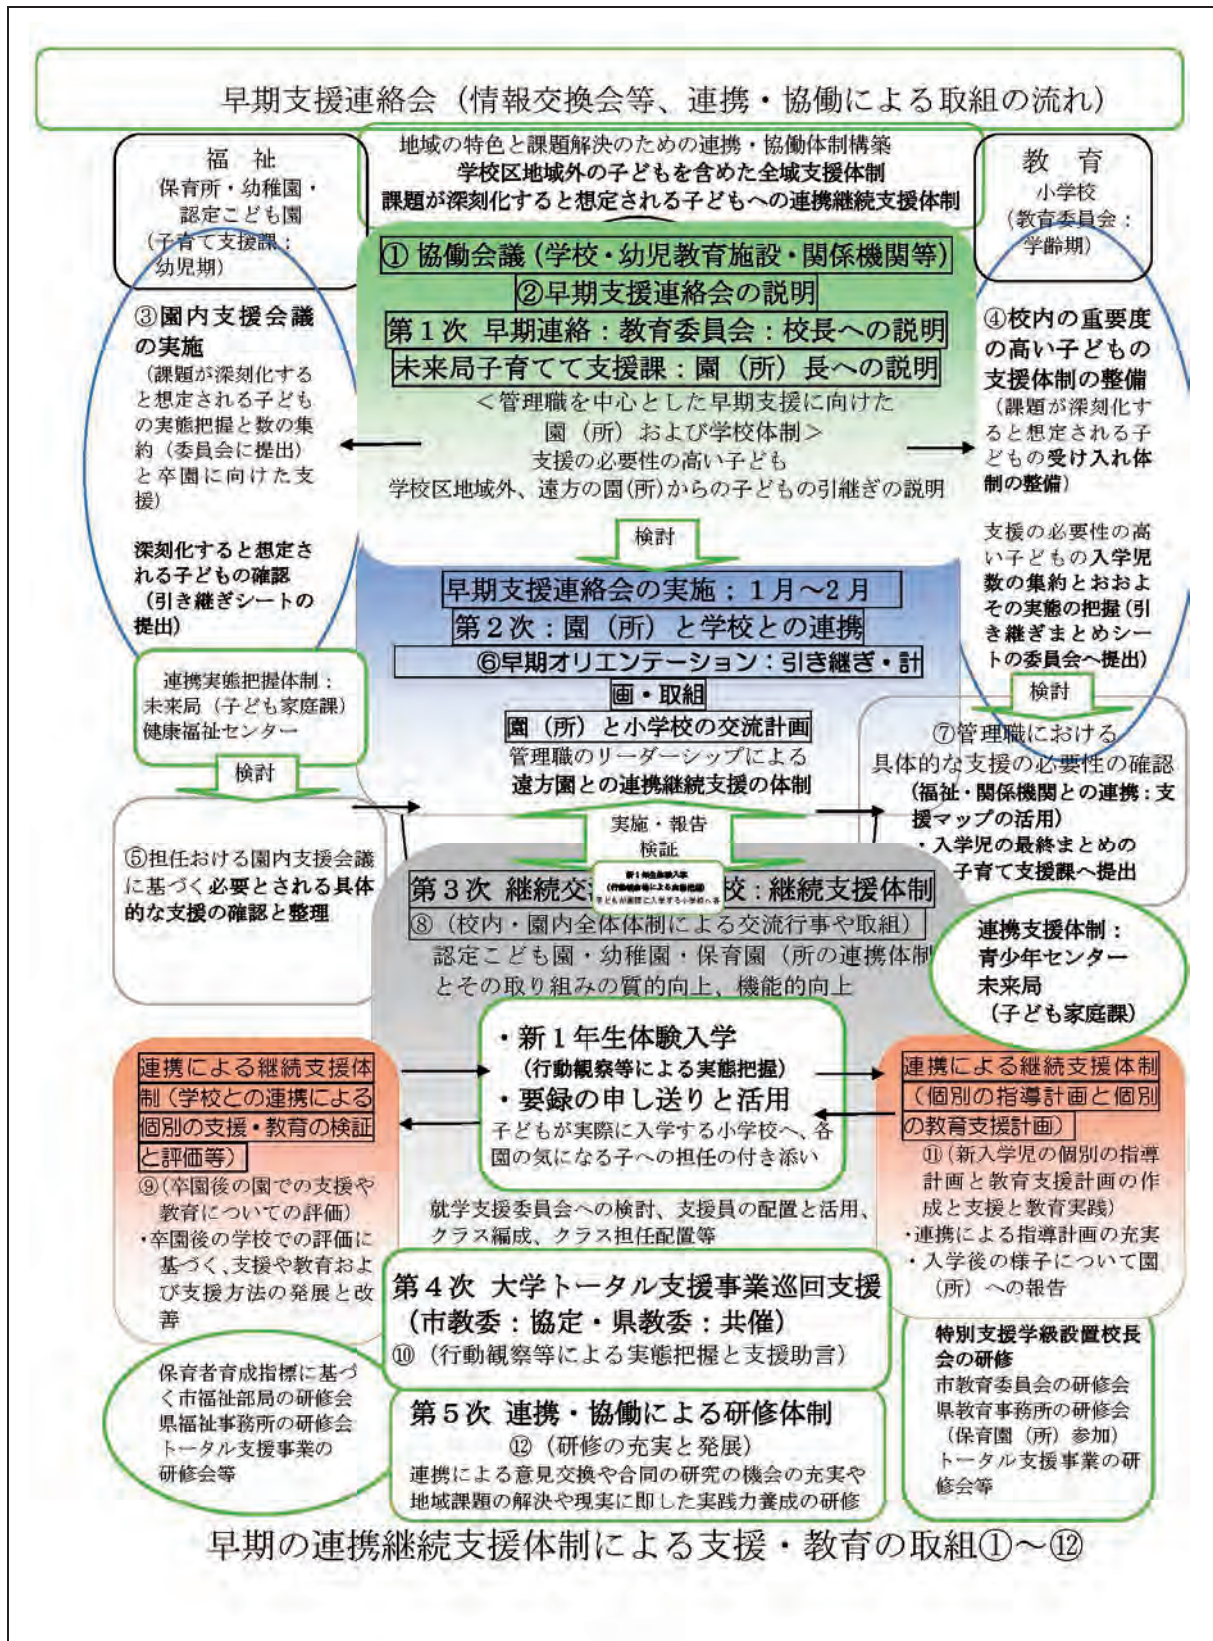 早期支援連絡会（情報交換会等、連携・協働による取組の流れ）
地域の特色と課題解決のための連携・協働体制構築
学校区地域外の子どもを含めた全域支援体制
課題が深刻化すると想定される子どもへの連携継続支援体制
福　祉
保育所・幼稚園・
認定こども園
（子育て支援課：
幼児期）
教　育
小学校
（教育委員会：
学齢期）
①協働会議（学校・幼児教育施設・関係機関等）
②早期支援連絡会の説明
第１次 早期連絡：教育委員会：校長への説明
未来局子育てて支援課：園（所）長への説明
＜管理職を中心とした早期支援に向けた
園（所）および学校体制＞
支援の必要性の高い子ども
学校区地域外、遠方の園(所)からの子どもの引継ぎの説明
③園内支援会議
の実施
（課題が深刻化する
と想定される子ども
の実態把握と数の集
約（委員会に提出）
と卒園に向けた支
援）
深刻化すると想定さ
れる子どもの確認
（引き継ぎシートの
提出）
④校内の重要度
の高い子どもの
支援体制の整備
（課題が深刻化す
ると想定される子
どもの受け入れ体
制の整備）
支援の必要性の高
い子どもの入学児
数の集約とおおよ
その実態の把握（引
き継ぎまとめシー
トの委員会へ提出）
検討
早期支援連絡会の実施；１月～2月
第２次：園（所）と学校との連携
⑥早期オリエンテーション：引き継ぎ・計
画・取組
園（所）と小学校の交流計画
管理職のリーダーシップによる
遠方園との連携継続支援の体制
連携実態把握体制：
未来局（子ども家庭課）
健康福祉センター
検討
検討
⑦管理職における
具体的な支援の必要性の確認
（福祉・関係機関との連携：支
援マップの活用）
・入学児の最終まとめの
子育て支援課へ提出
⑤担任おける園内支援会議
に基づく必要とされる具体
的な支援の確認と整理
実施・報告
検証
新１年生体験入学
（行動観察等による実態把握）
子どもが実際に入学する小学校へ各
第３次 継続交
校：継続支援体制
⑧（校内・園内全体体制による交流行事や取組）
認定こども園・幼稚園・保育園（所の連携体制
とその取り組みの質的向上、機能的向上
連携支援体制：
青少年センター
未来局
（子ども家庭課）
・新１年生体験入学
（行動観察等による実態把握）
・要録の申し送りと活用
子どもが実際に入学する小学校へ、各
園の気になる子への担任の付き添い
連携による継続支援体
制（学校との連携による
個別の支援・教育の検証
と評価等）
⑨（卒園後の園での支援や
教育についての評価）
・卒園後の学校での評価に
基づく、支援や教育およ
び支援方法の発展と改
善
連携による継続支援体制
（個別の指導計画と個別
の教育支援計画）
⑪（新入学児の個別の指導
計画と教育支援計画の作
成と支援と教育実践）
・連携による指導計画の充実
・入学後の様子について園
（所）への報告
就学支援委員会への検討、支援員の配置と活用、
クラス編成、クラス担任配置等
第４次 大学トータル支援事業巡回支援
（市教委：協定・県教委：共催）
⑩（行動観察等による実態把握と支援助言）
保育者育成指標に基づ
く市福祉部局の研修会
県福祉事務所の研修会
トータル支援事業の
研修会等
第５次 連携・協働による研修体制
⑫（研修の充実と発展）
連携による意見交換や合同の研究の機会の充実や
地域課題の解決や現実に即した実践力養成の研修
特別支援学級設置校長
会の研修
市教育委員会の研修会
県教育事務所の研修会
（保育園（所）参加）
トータル支援事業の研
修会等
早期の連携継続支援体制による支援・教育の取組①～⑫